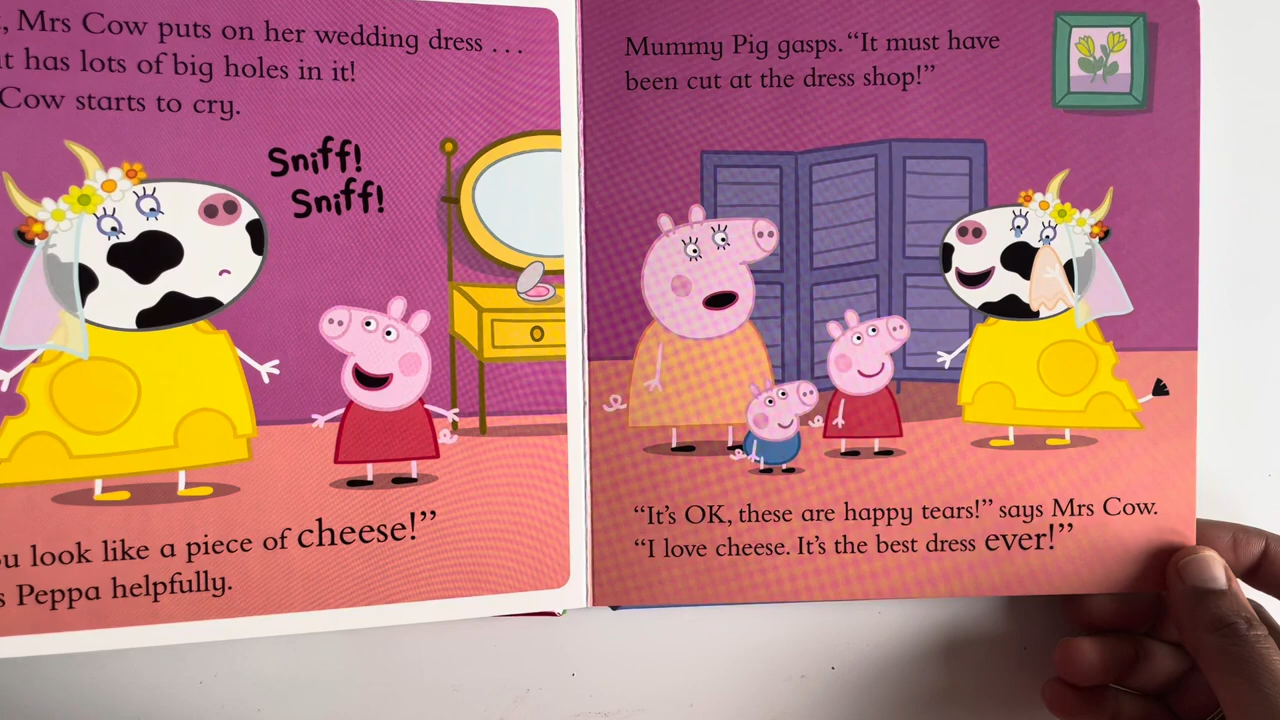 Mrs Cow puts on her wedding dress . . .
has lots of big holes in it!
Cow starts to cry.
Sniff!
Sniff!
look like a piece of cheese!”
Peppa helpfully.
Mummy Pig gasps. “It must have
been cut at the dress shop!”
“It’s OK, these are happy tears!” says Mrs Cow.
“I love cheese. It’s the best dress ever!”